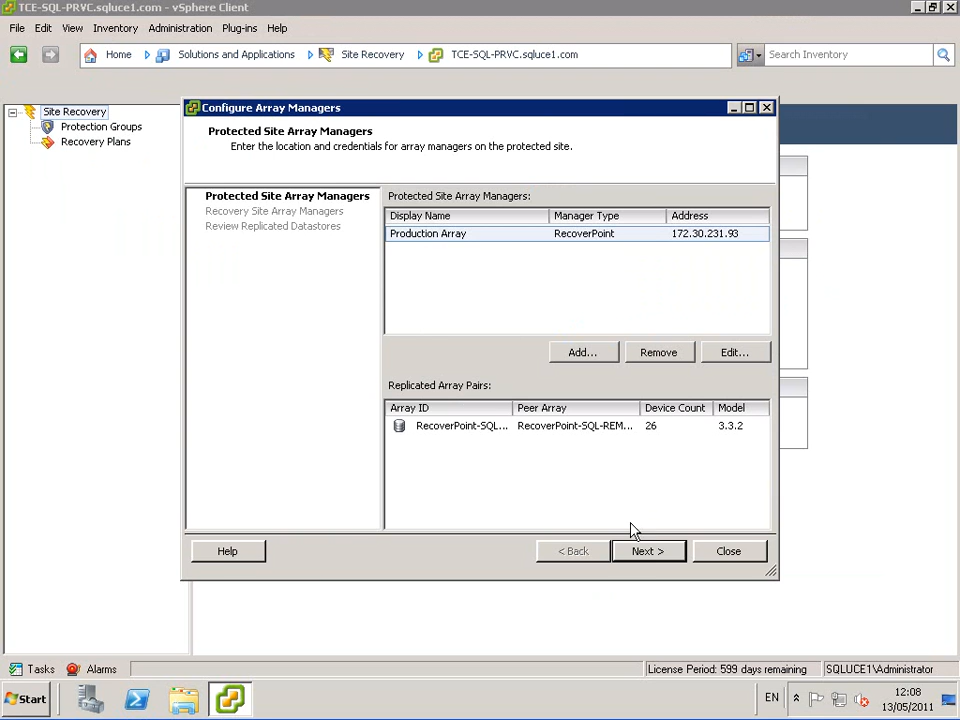 TCE-SQL-PRVC.sqluce1.com - vSphere Client
File Edit View Inventory Administration Plug-ins Help
Home Solutions and Applications Site Recovery TCE-SQL-PRVC.sqluce1.com Search Inventory
Site Recovery
Protection Groups
Recovery Plans
Configure Array Managers
Protected Site Array Managers
Enter the location and credentials for array managers on the protected site.
Protected Site Array Managers
Recovery Site Array Managers
Review Replicated Datastores
Protected Site Array Managers:
Display Name Manager Type Address
Production Array RecoverPoint 172.30.231.93
Add... Remove Edit...
Replicated Array Pairs:
Array ID Peer Array Device Count Model
RecoverPoint-SQL... RecoverPoint-SQL-REM... 26 3.3.2
Help < Back Next > Close
Tasks Alarms License Period: 599 days remaining SQLUCE1\Administrator
Start EN 12:08
13/05/2011